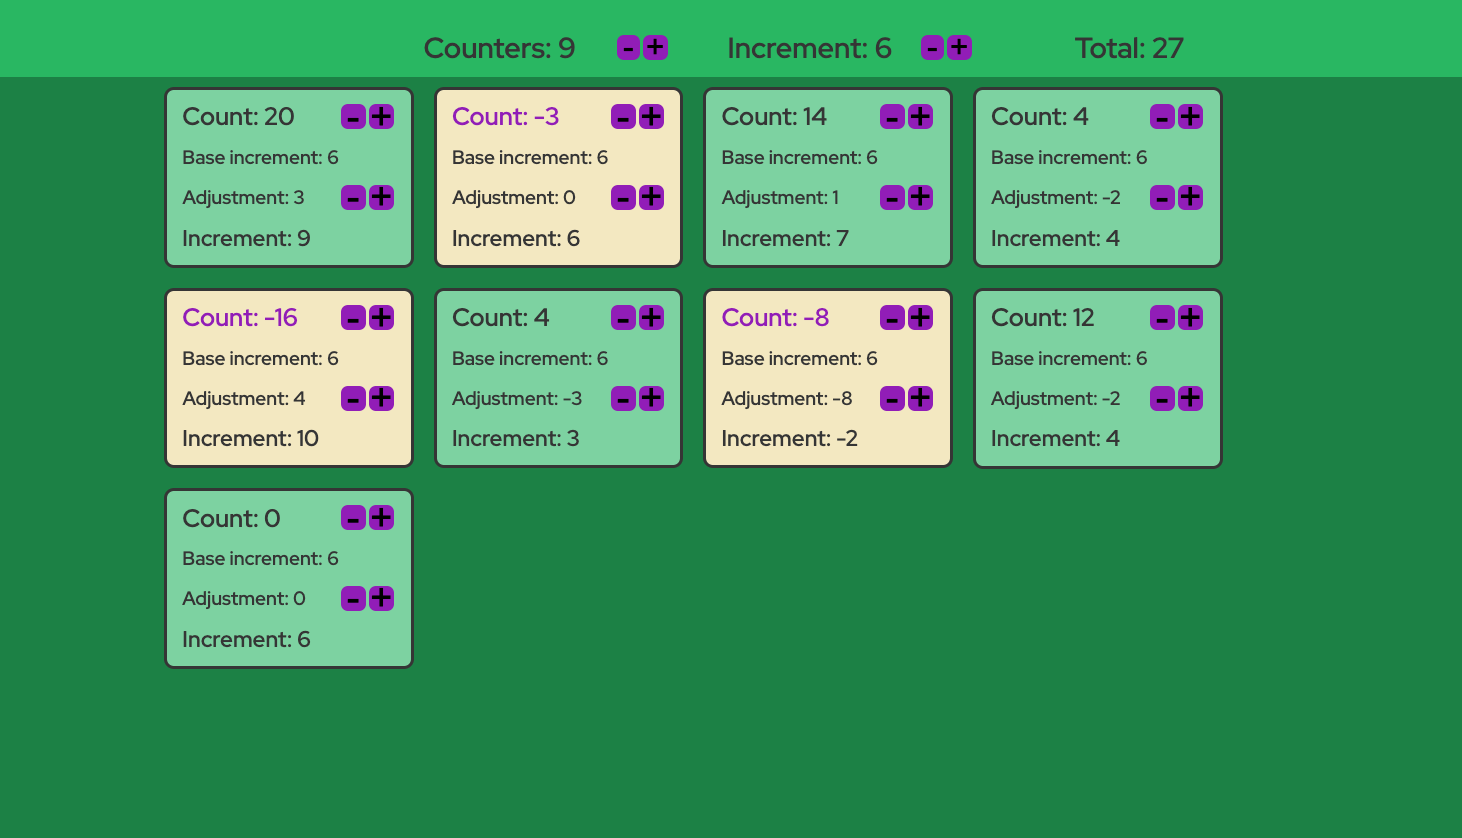 Counters: 9 - + Increment: 6 - + Total: 27
Count: 20 - +
Base increment: 6
Adjustment: 3 - +
Increment: 9
Count: -3 - +
Base increment: 6
Adjustment: 0 - +
Increment: 6
Count: 14 - +
Base increment: 6
Adjustment: 1 - +
Increment: 7
Count: 4 - +
Base increment: 6
Adjustment: -2 - +
Increment: 4
Count: -16 - +
Base increment: 6
Adjustment: 4 - +
Increment: 10
Count: 4 - +
Base increment: 6
Adjustment: -3 - +
Increment: 3
Count: -8 - +
Base increment: 6
Adjustment: -8 - +
Increment: -2
Count: 12 - +
Base increment: 6
Adjustment: -2 - +
Increment: 4
Count: 0 - +
Base increment: 6
Adjustment: 0 - +
Increment: 6